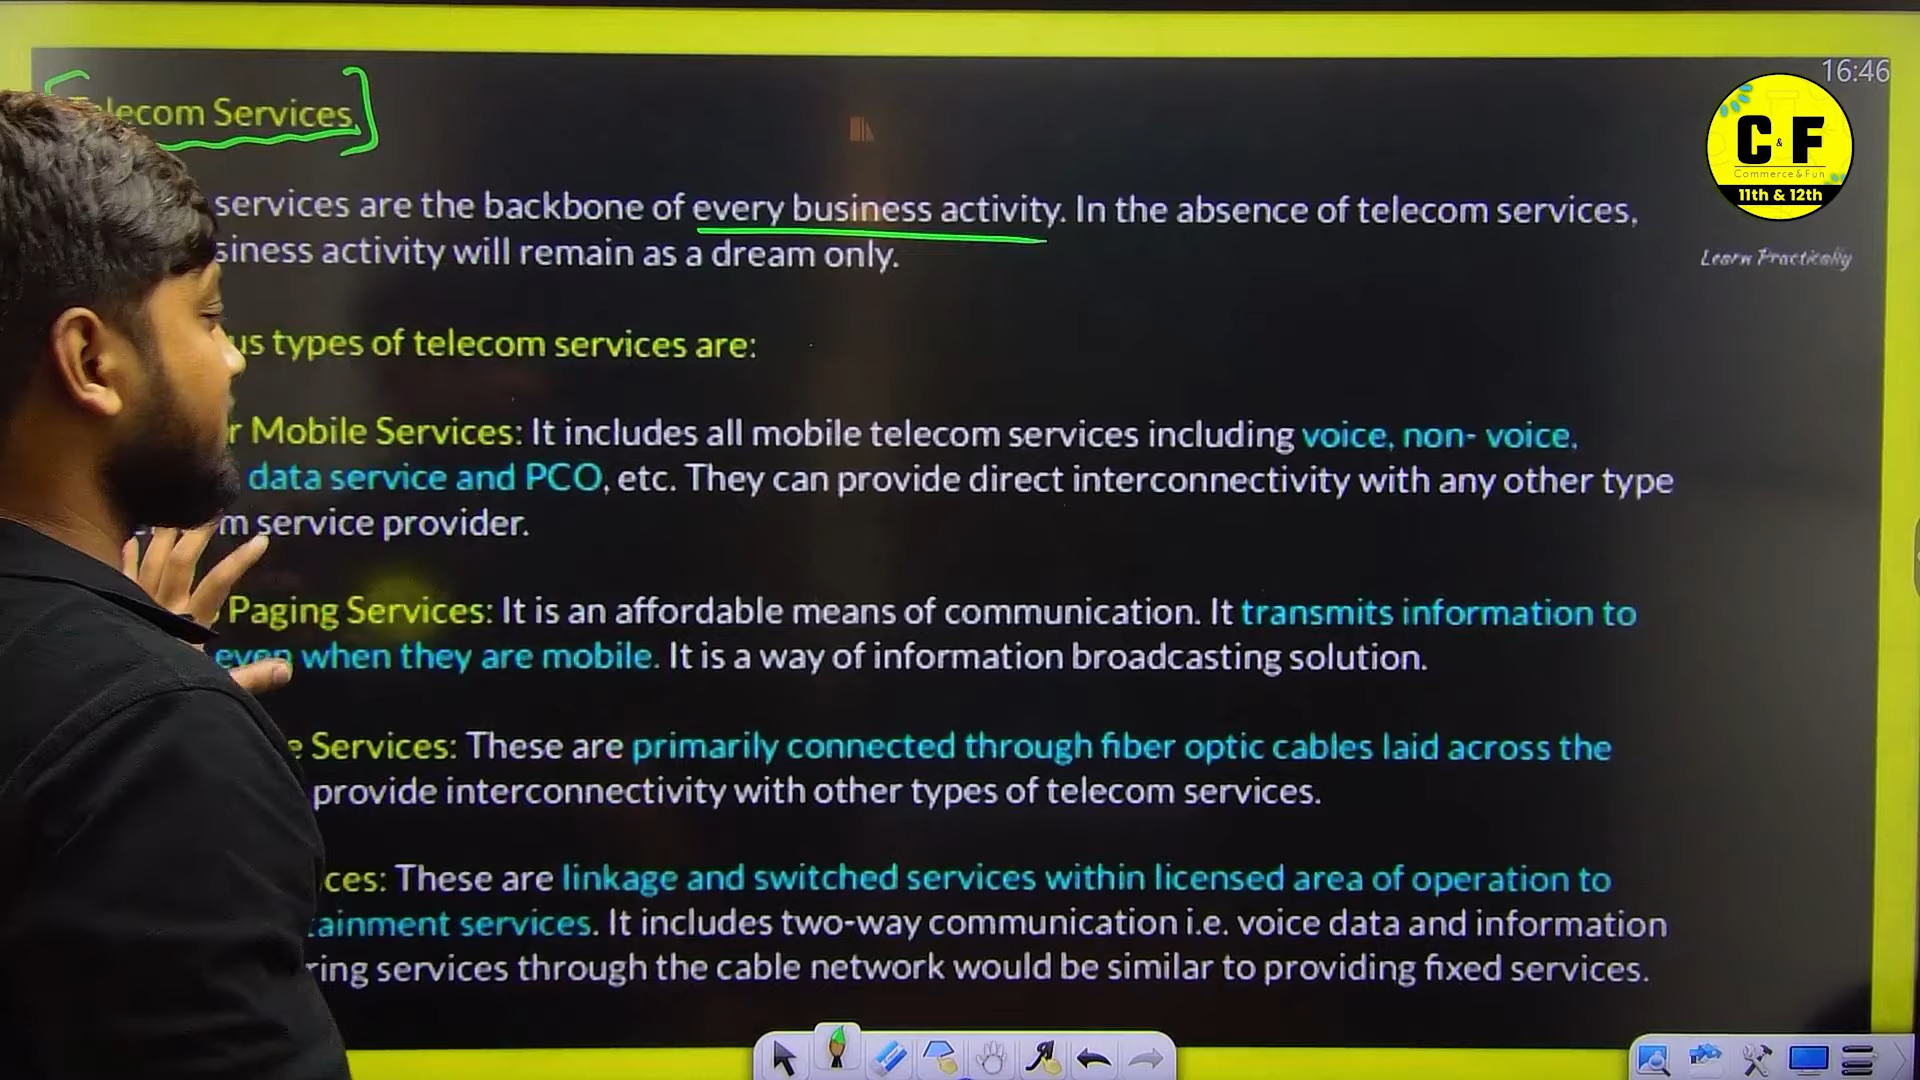 16:46
Telecom Services
C & F
Commerce & Fun
11th & 12th
Learn Practically
services are the backbone of every business activity. In the absence of telecom services,
siness activity will remain as a dream only.
us types of telecom services are:
r Mobile Services: It includes all mobile telecom services including voice, non- voice,
data service and PCO, etc. They can provide direct interconnectivity with any other type
m service provider.
Paging Services: It is an affordable means of communication. It transmits information to
even when they are mobile. It is a way of information broadcasting solution.
e Services: These are primarily connected through fiber optic cables laid across the
provide interconnectivity with other types of telecom services.
ces: These are linkage and switched services within licensed area of operation to
tainment services. It includes two-way communication i.e. voice data and information
ring services through the cable network would be similar to providing fixed services.